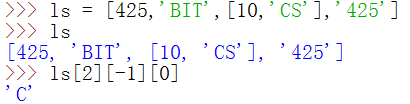 >>> ls = [425,'BIT',[10,'CS'],'425']
>>> ls
[425, 'BIT', [10, 'CS'], '425']
>>> ls[2][-1][0]
'C'